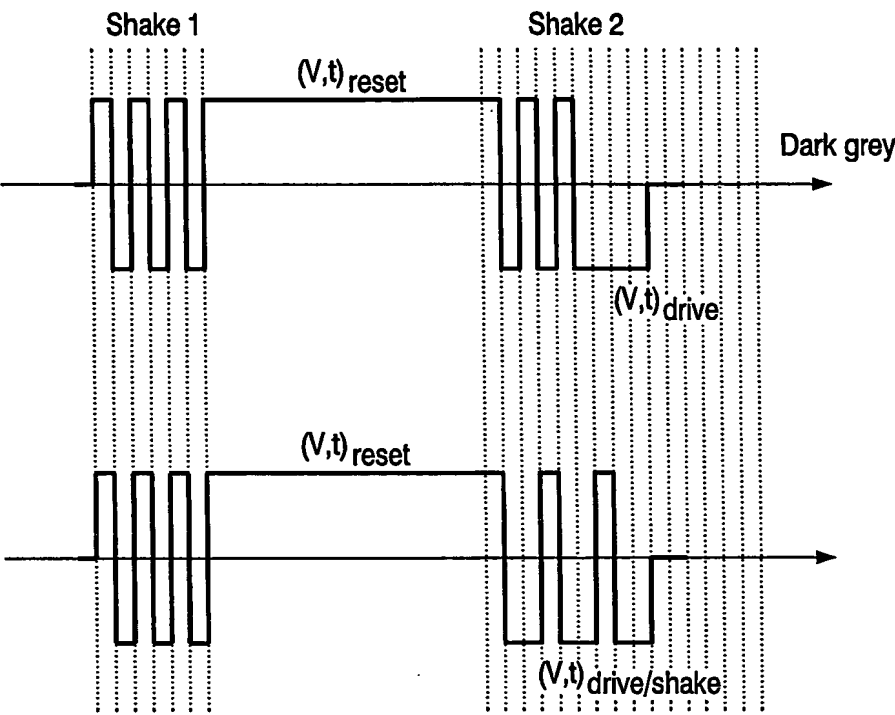 Shake 1
Shake 2
(V,t)reset
Dark grey
(V,t)drive
(V,t)reset
(V,t)drive/shake